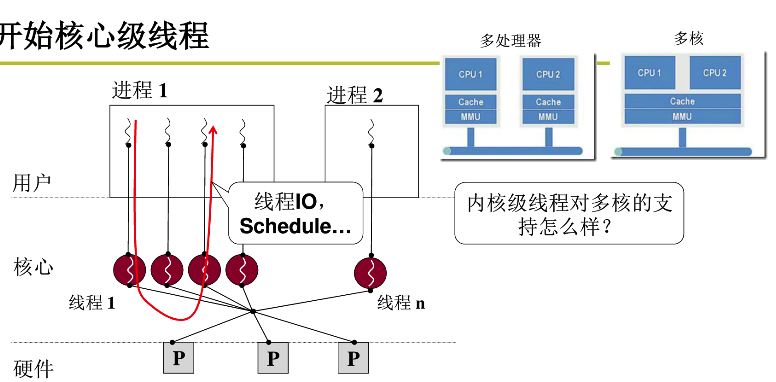 开始核心级线程
多处理器
多核
CPU 1
CPU 2
Cache
Cache
MMU
MMU
CPU 1
CPU 2
Cache
MMU
进程 1
进程 2
用户
线程IO，
Schedule…
内核级线程对多核的支
持怎么样？
核心
线程 1
线程 n
P
P
P
硬件